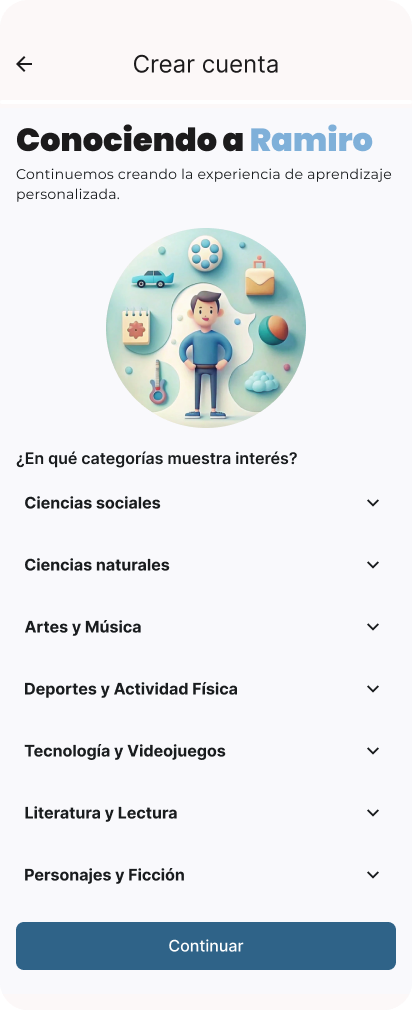 Crear cuenta
Conociendo a Ramiro
Continuemos creando la experiencia de aprendizaje
personalizada.
¿En qué categorías muestra interés?
Ciencias sociales
Ciencias naturales
Artes y Música
Deportes y Actividad Física
Tecnología y Videojuegos
Literatura y Lectura
Personajes y Ficción
Continuar